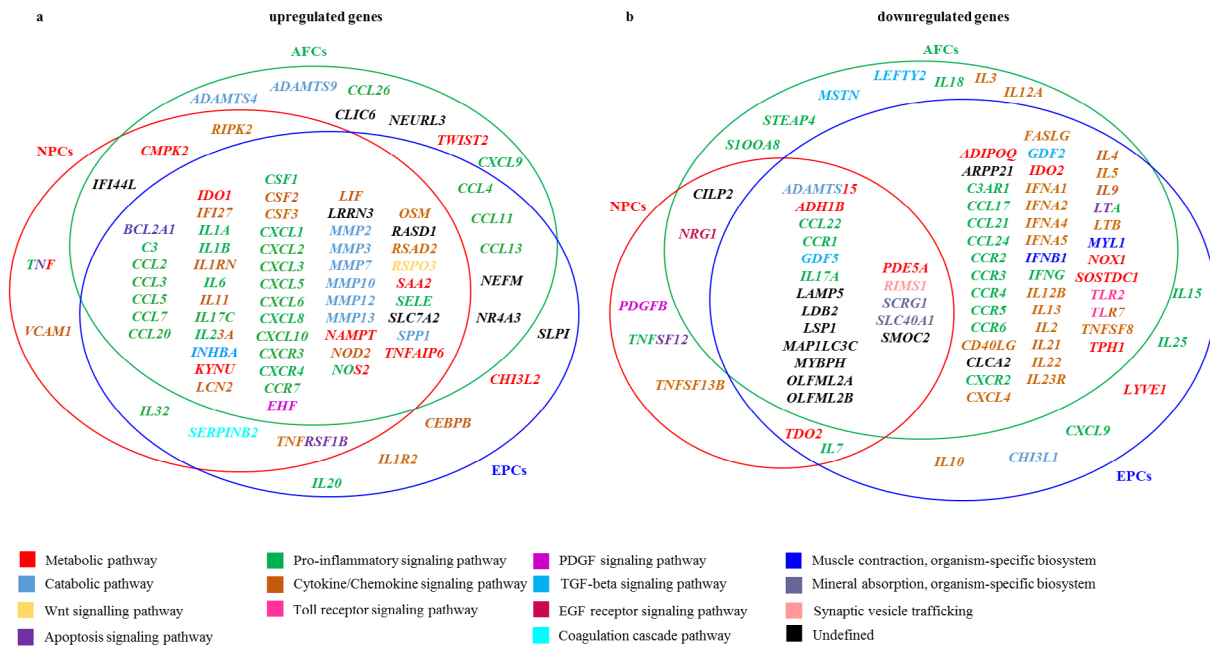 a
upregulated genes
AFCs
NPCs
EPCs
ADAMTS4
ADAMTS9
CCL26
CLIC6
NEURL3
TWIST2
CXCL9
CCL4
CCL11
CCL13
RIPK2
CMPK2
IFI44L
TNF
VCAM1
BCL2A1
C3
CCL2
CCL3
CCL5
CCL7
CCL20
IDO1
IFI27
IL1A
IL1B
IL1RN
IL6
IL11
IL17C
IL23A
INHBA
KYNU
LCN2
CSF1
CSF2
CSF3
CXCL1
CXCL2
CXCL3
CXCL5
CXCL6
CXCL8
CXCL10
CXCR3
CXCR4
CCR7
EHF
LIF
LRRN3
MMP2
MMP3
MMP7
MMP10
MMP12
MMP13
NAMPT
NOD2
NOS2
OSM
RASD1
RSAD2
RSPO3
SAA2
SELE
SLC7A2
SPP1
TNFAIP6
NEFM
NR4A3
SLPI
CHI3L2
CEBPB
IL1R2
IL20
IL32
SERPINB2
TNFRSF1B
b
downregulated genes
AFCs
NPCs
EPCs
LEFTY2
IL18
IL3
IL12A
MSTN
STEAP4
S1OOA8
CILP2
NRG1
PDGFB
TNFSF12
TNFSF13B
ADAMTS15
ADH1B
CCL22
CCR1
GDF5
IL17A
LAMP5
LDB2
LSP1
MAP1LC3C
MYBPH
OLFML2A
OLFML2B
PDE5A
RIMS1
SCRG1
SLC40A1
SMOC2
TDO2
IL7
ADIPOQ
ARPP21
C3AR1
CCL17
CCL21
CCL24
CCR2
CCR3
CCR4
CCR5
CCR6
CD40LG
CLCA2
CXCR2
CXCL4
FASLG
GDF2
IDO2
IFNA1
IFNA2
IFNA4
IFNA5
IFNB1
IFNG
IL12B
IL13
IL2
IL21
IL22
IL23R
IL4
IL5
IL9
LTA
LTB
MYL1
NOX1
SOSTDC1
TLR2
TLR7
TNFSF8
TPH1
IL15
IL25
LYVE1
CXCL9
CHI3L1
IL10
Metabolic pathway
Catabolic pathway
Wnt signalling pathway
Apoptosis signaling pathway
Pro-inflammatory signaling pathway
Cytokine/Chemokine signaling pathway
Toll receptor signaling pathway
PDGF signaling pathway
TGF-beta signaling pathway
EGF receptor signaling pathway
Coagulation cascade pathway
Muscle contraction, organism-specific biosystem
Mineral absorption, organism-specific biosystem
Synaptic vesicle trafficking
Undefined